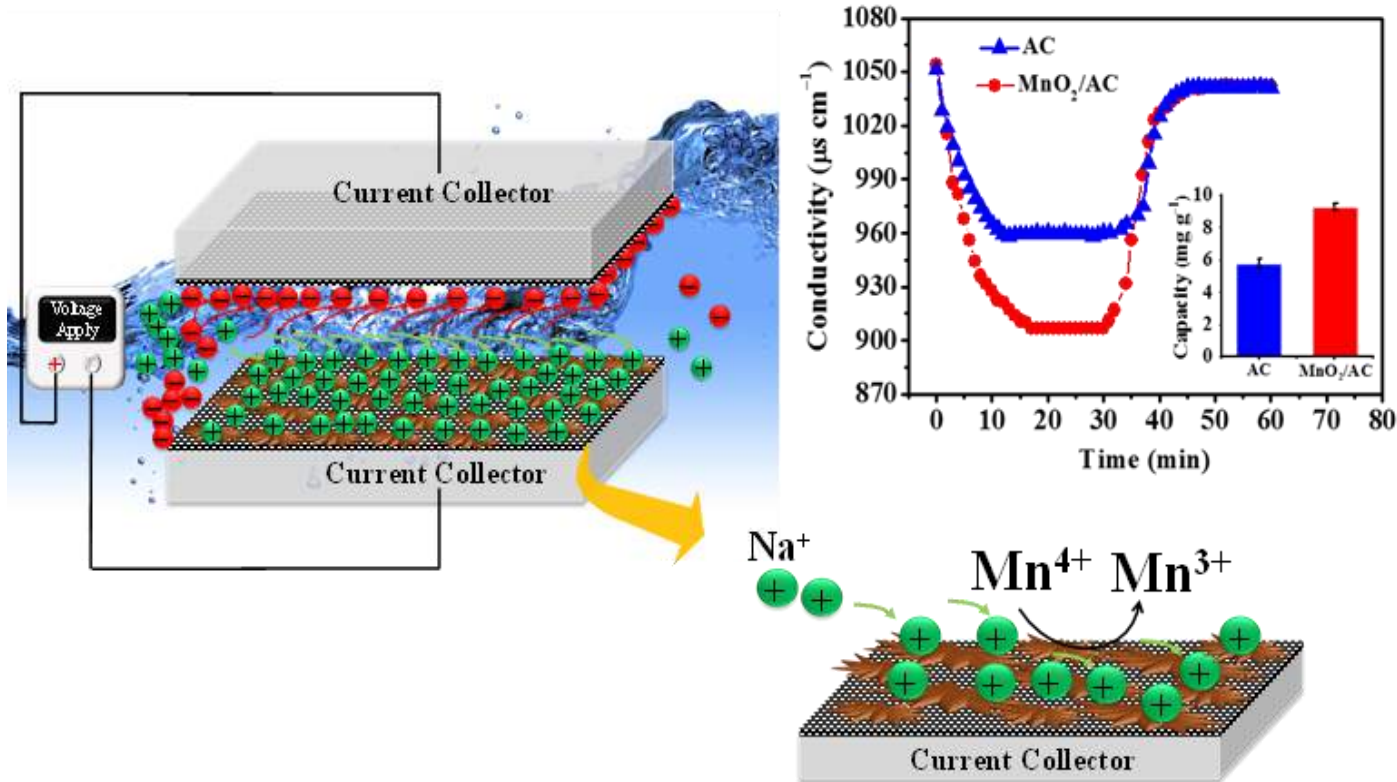 Current Collector
Voltage
Apply
+
Current Collector
Conductivity (µs cm⁻¹)
1080
1050
1020
990
960
930
900
870
AC
MnO₂/AC
Capacity (mg g⁻¹)
10
8
6
4
2
0
AC
MnO₂/AC
0 10 20 30 40 50 60 70 80
Time (min)
Na⁺
Mn⁴⁺ Mn³⁺
Current Collector